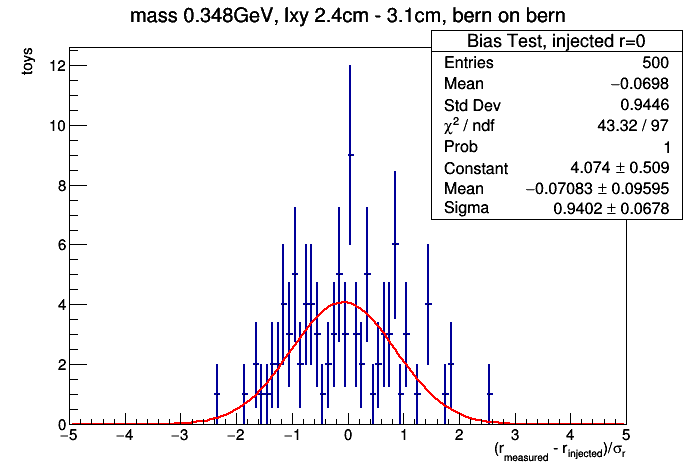 mass 0.348GeV, lxy 2.4cm - 3.1cm, bern on bern
Bias Test, injected r=0
Entries 500
Mean −0.0698
Std Dev 0.9446
χ² / ndf 43.32 / 97
Prob 1
Constant 4.074 ± 0.509
Mean −0.07083 ± 0.09595
Sigma 0.9402 ± 0.0678
toys
12
10
8
6
4
2
0
−5 −4 −3 −2 −1 0 1 2 3 4 5
(r_measured - r_injected)/σ_r